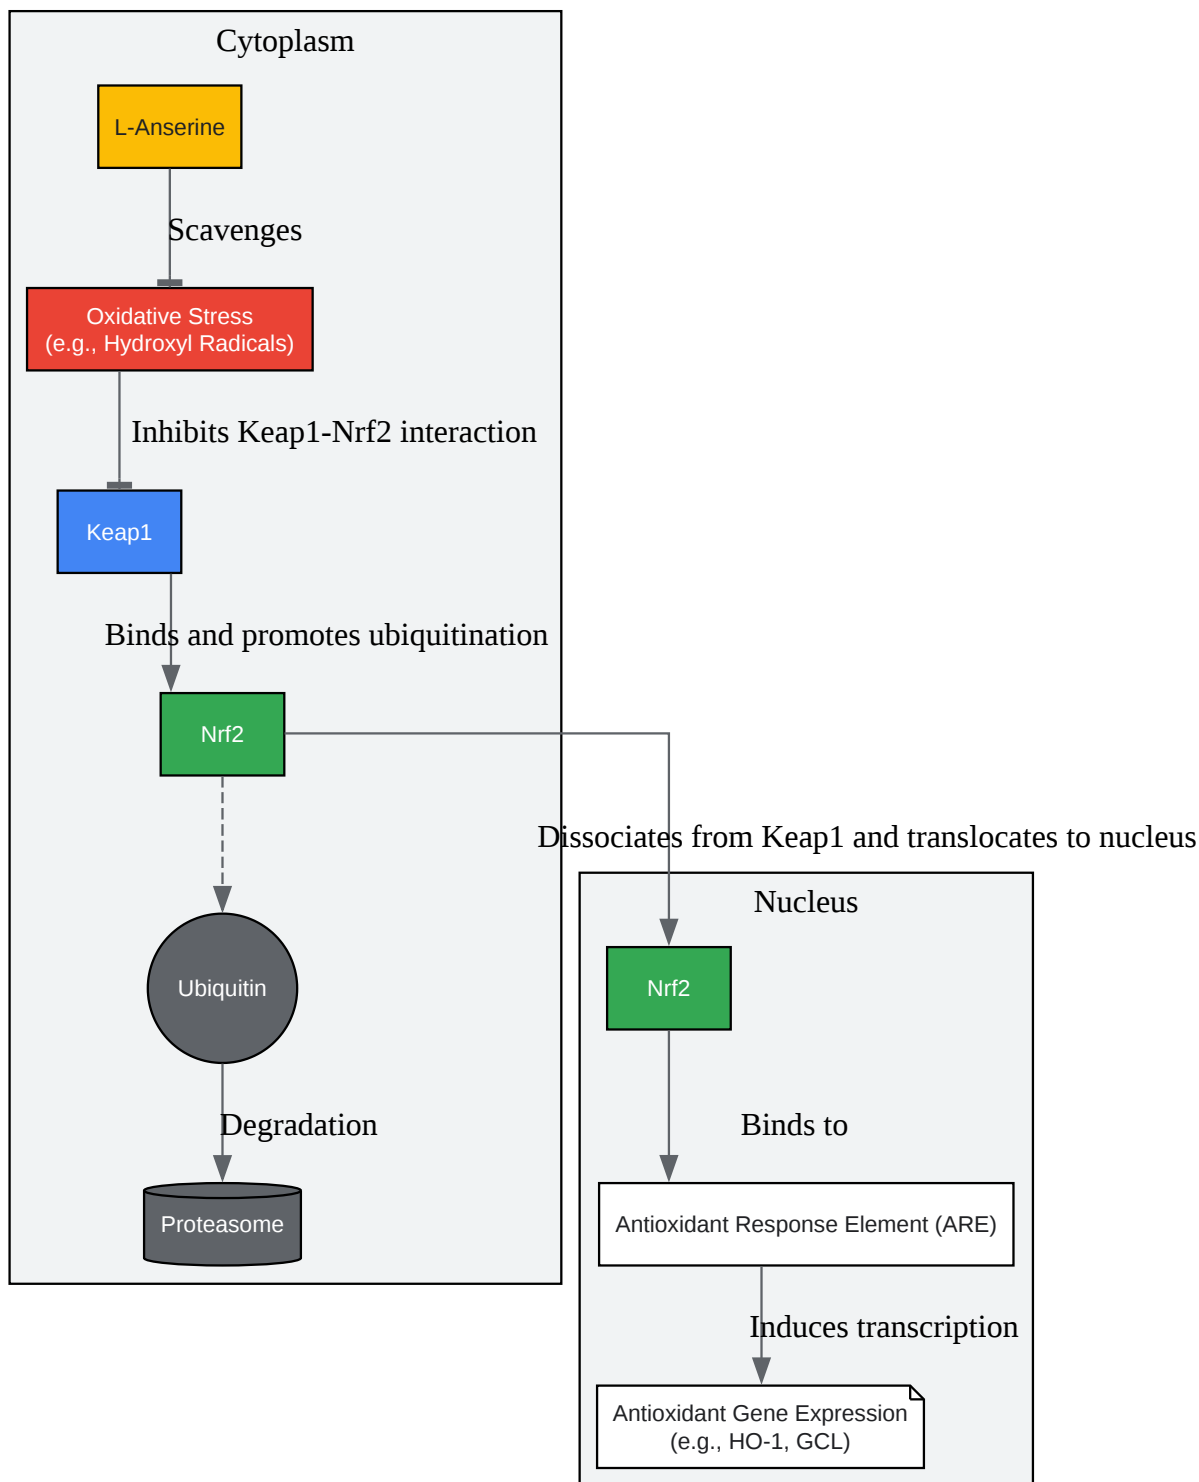 Cytoplasm
L-Anserine
Scavenges
Oxidative Stress
(e.g., Hydroxyl Radicals)
Inhibits Keap1-Nrf2 interaction
Keap1
Binds and promotes ubiquitination
Nrf2
Dissociates from Keap1 and translocates to nucleus
Nucleus
Ubiquitin
Nrf2
Degradation
Binds to
Proteasome
Antioxidant Response Element (ARE)
Induces transcription
Antioxidant Gene Expression
(e.g., HO-1, GCL)